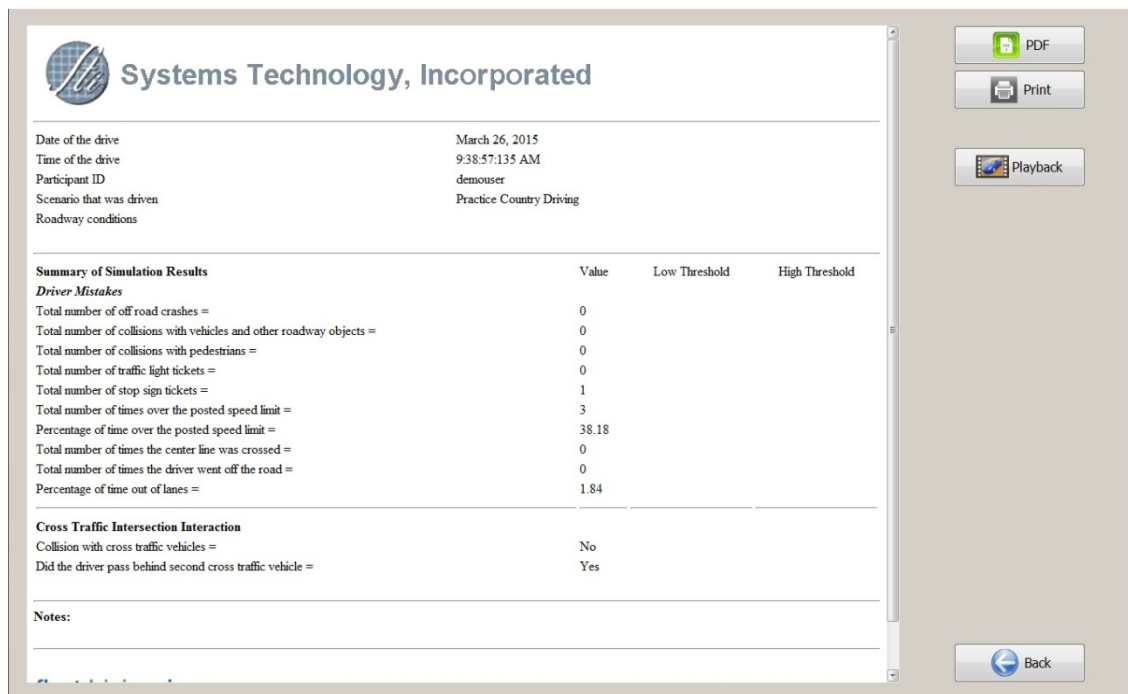 Systems Technology, Incorporated
Date of the drive March 26, 2015
Time of the drive 9:38:57:135 AM
Participant ID demouser
Scenario that was driven Practice Country Driving
Roadway conditions
Summary of Simulation Results Value Low Threshold High Threshold
Driver Mistakes
Total number of off road crashes = 0
Total number of collisions with vehicles and other roadway objects = 0
Total number of collisions with pedestrians = 0
Total number of traffic light tickets = 0
Total number of stop sign tickets = 1
Total number of times over the posted speed limit = 3
Percentage of time over the posted speed limit = 38.18
Total number of times the center line was crossed = 0
Total number of times the driver went off the road = 0
Percentage of time out of lanes = 1.84
Cross Traffic Intersection Interaction
Collision with cross traffic vehicles = No
Did the driver pass behind second cross traffic vehicle = Yes
Notes:
PDF
Print
Playback
Back